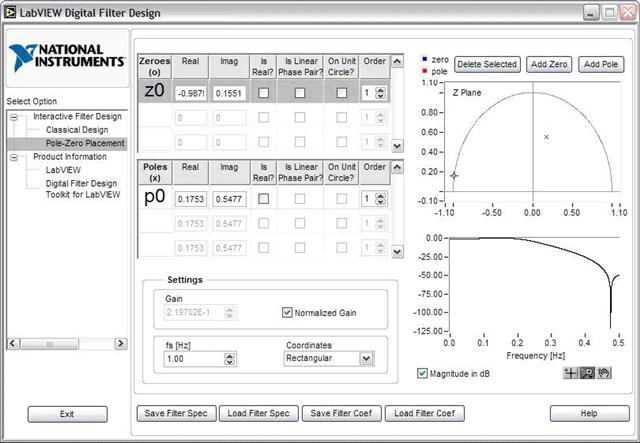 LabVIEW Digital Filter Design
NATIONAL
INSTRUMENTS
Select Option
Interactive Filter Design
Classical Design
Pole-Zero Placement
Product Information
LabVIEW
Digital Filter Design
Toolkit for LabVIEW
Exit
Zeroes (o) Real Imag Is Real? Is Linear Phase Pair? On Unit Circle? Order
z0 0.1551 1
0 0 1
0 0 1
Poles (x) Real Imag Is Real? Is Linear Phase Pair? On Unit Circle? Order
p0 0.1753 0.5477 1
0.1753 0.5477 1
0.1753 0.5477 1
Settings
Gain
2.19702E-1
Normalized Gain
fs [Hz]
1.00
Coordinates
Rectangular
Save Filter Spec
Load Filter Spec
Save Filter Coef
Load Filter Coef
Help
zero
pole
Delete Selected
Add Zero
Add Pole
Z Plane
1.10
0.80
0.60
0.40
0.20
-0.10
-1.10 0.00 1.10
0.00
-25.00
-50.00
-75.00
-100.00
-125.00
0.0 0.1 0.2 0.3 0.4 0.5
Frequency [Hz]
Magnitude in dB